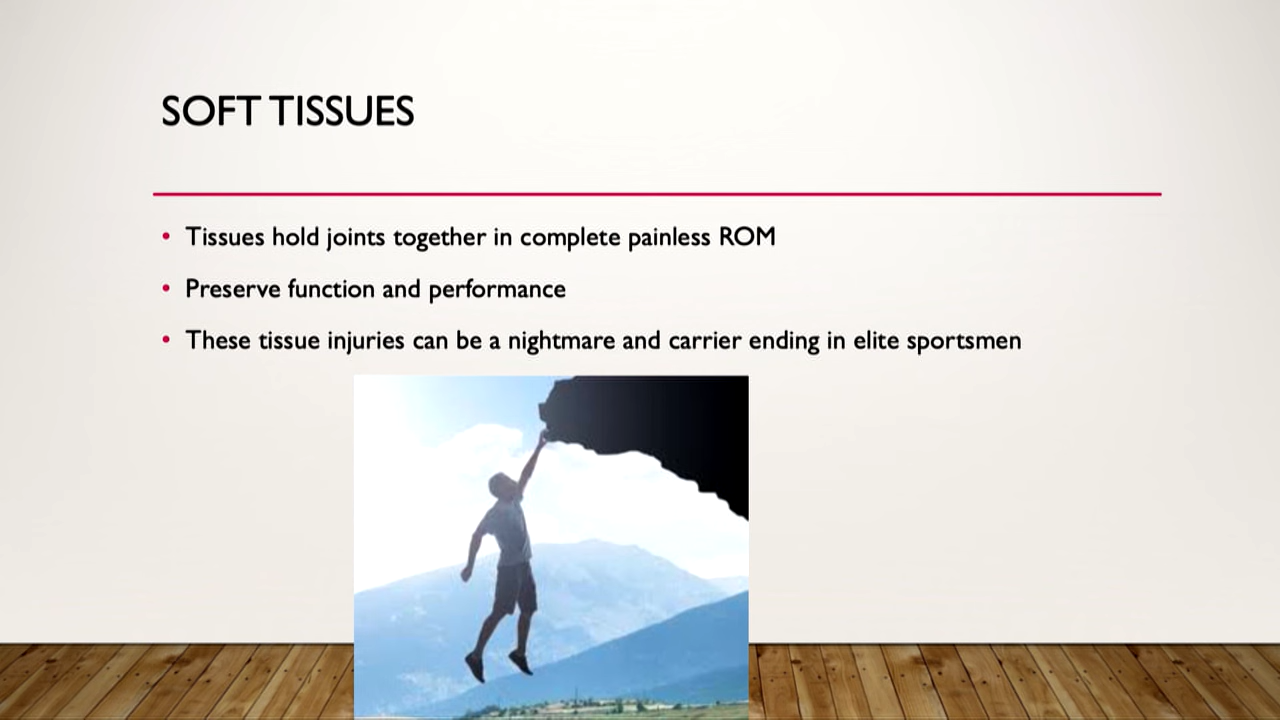 SOFT TISSUES
• Tissues hold joints together in complete painless ROM
• Preserve function and performance
• These tissue injuries can be a nightmare and carrier ending in elite sportsmen